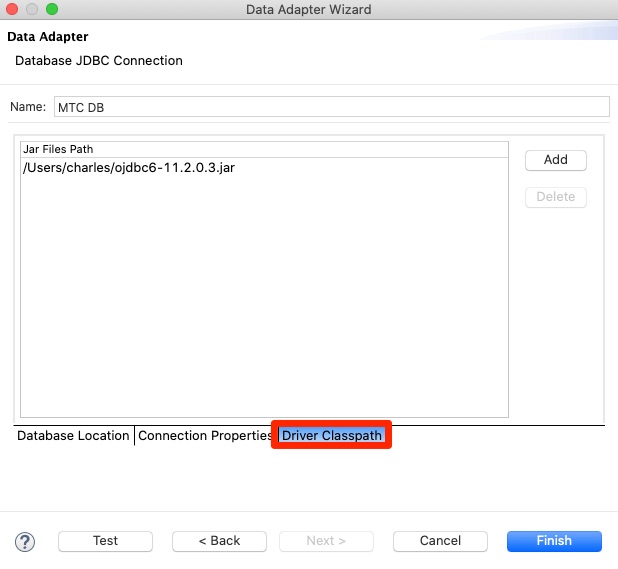 Data Adapter Wizard
Data Adapter
Database JDBC Connection
Name: MTC DB
Jar Files Path
/Users/charles/ojdbc6-11.2.0.3.jar
Add
Delete
Database Location Connection Properties Driver Classpath
? Test < Back Next > Cancel Finish